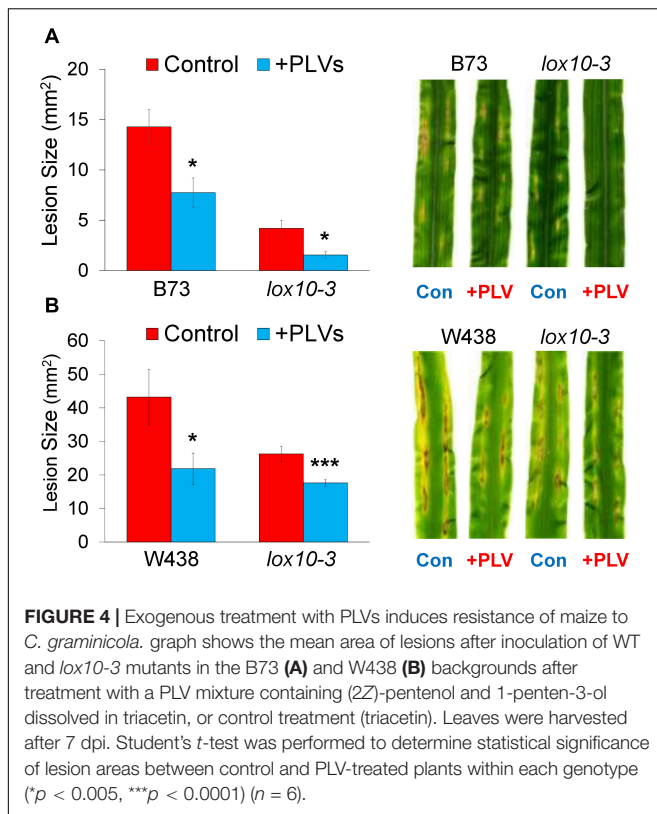 A
Control +PLVs
Lesion Size (mm²)
20
15
10
5
0
*
*
B73 lox10-3
B73 lox10-3
Con +PLV Con +PLV
B
Control +PLVs
Lesion Size (mm²)
60
50
40
30
20
10
0
*
***
W438 lox10-3
W438 lox10-3
Con +PLV Con +PLV
FIGURE 4 | Exogenous treatment with PLVs induces resistance of maize to
C. graminicola. graph shows the mean area of lesions after inoculation of WT
and lox10-3 mutants in the B73 (A) and W438 (B) backgrounds after
treatment with a PLV mixture containing (2Z)-pentenol and 1-penten-3-ol
dissolved in triacetin, or control treatment (triacetin). Leaves were harvested
after 7 dpi. Student's t-test was performed to determine statistical significance
of lesion areas between control and PLV-treated plants within each genotype
(*p < 0.005, ***p < 0.0001) (n = 6).